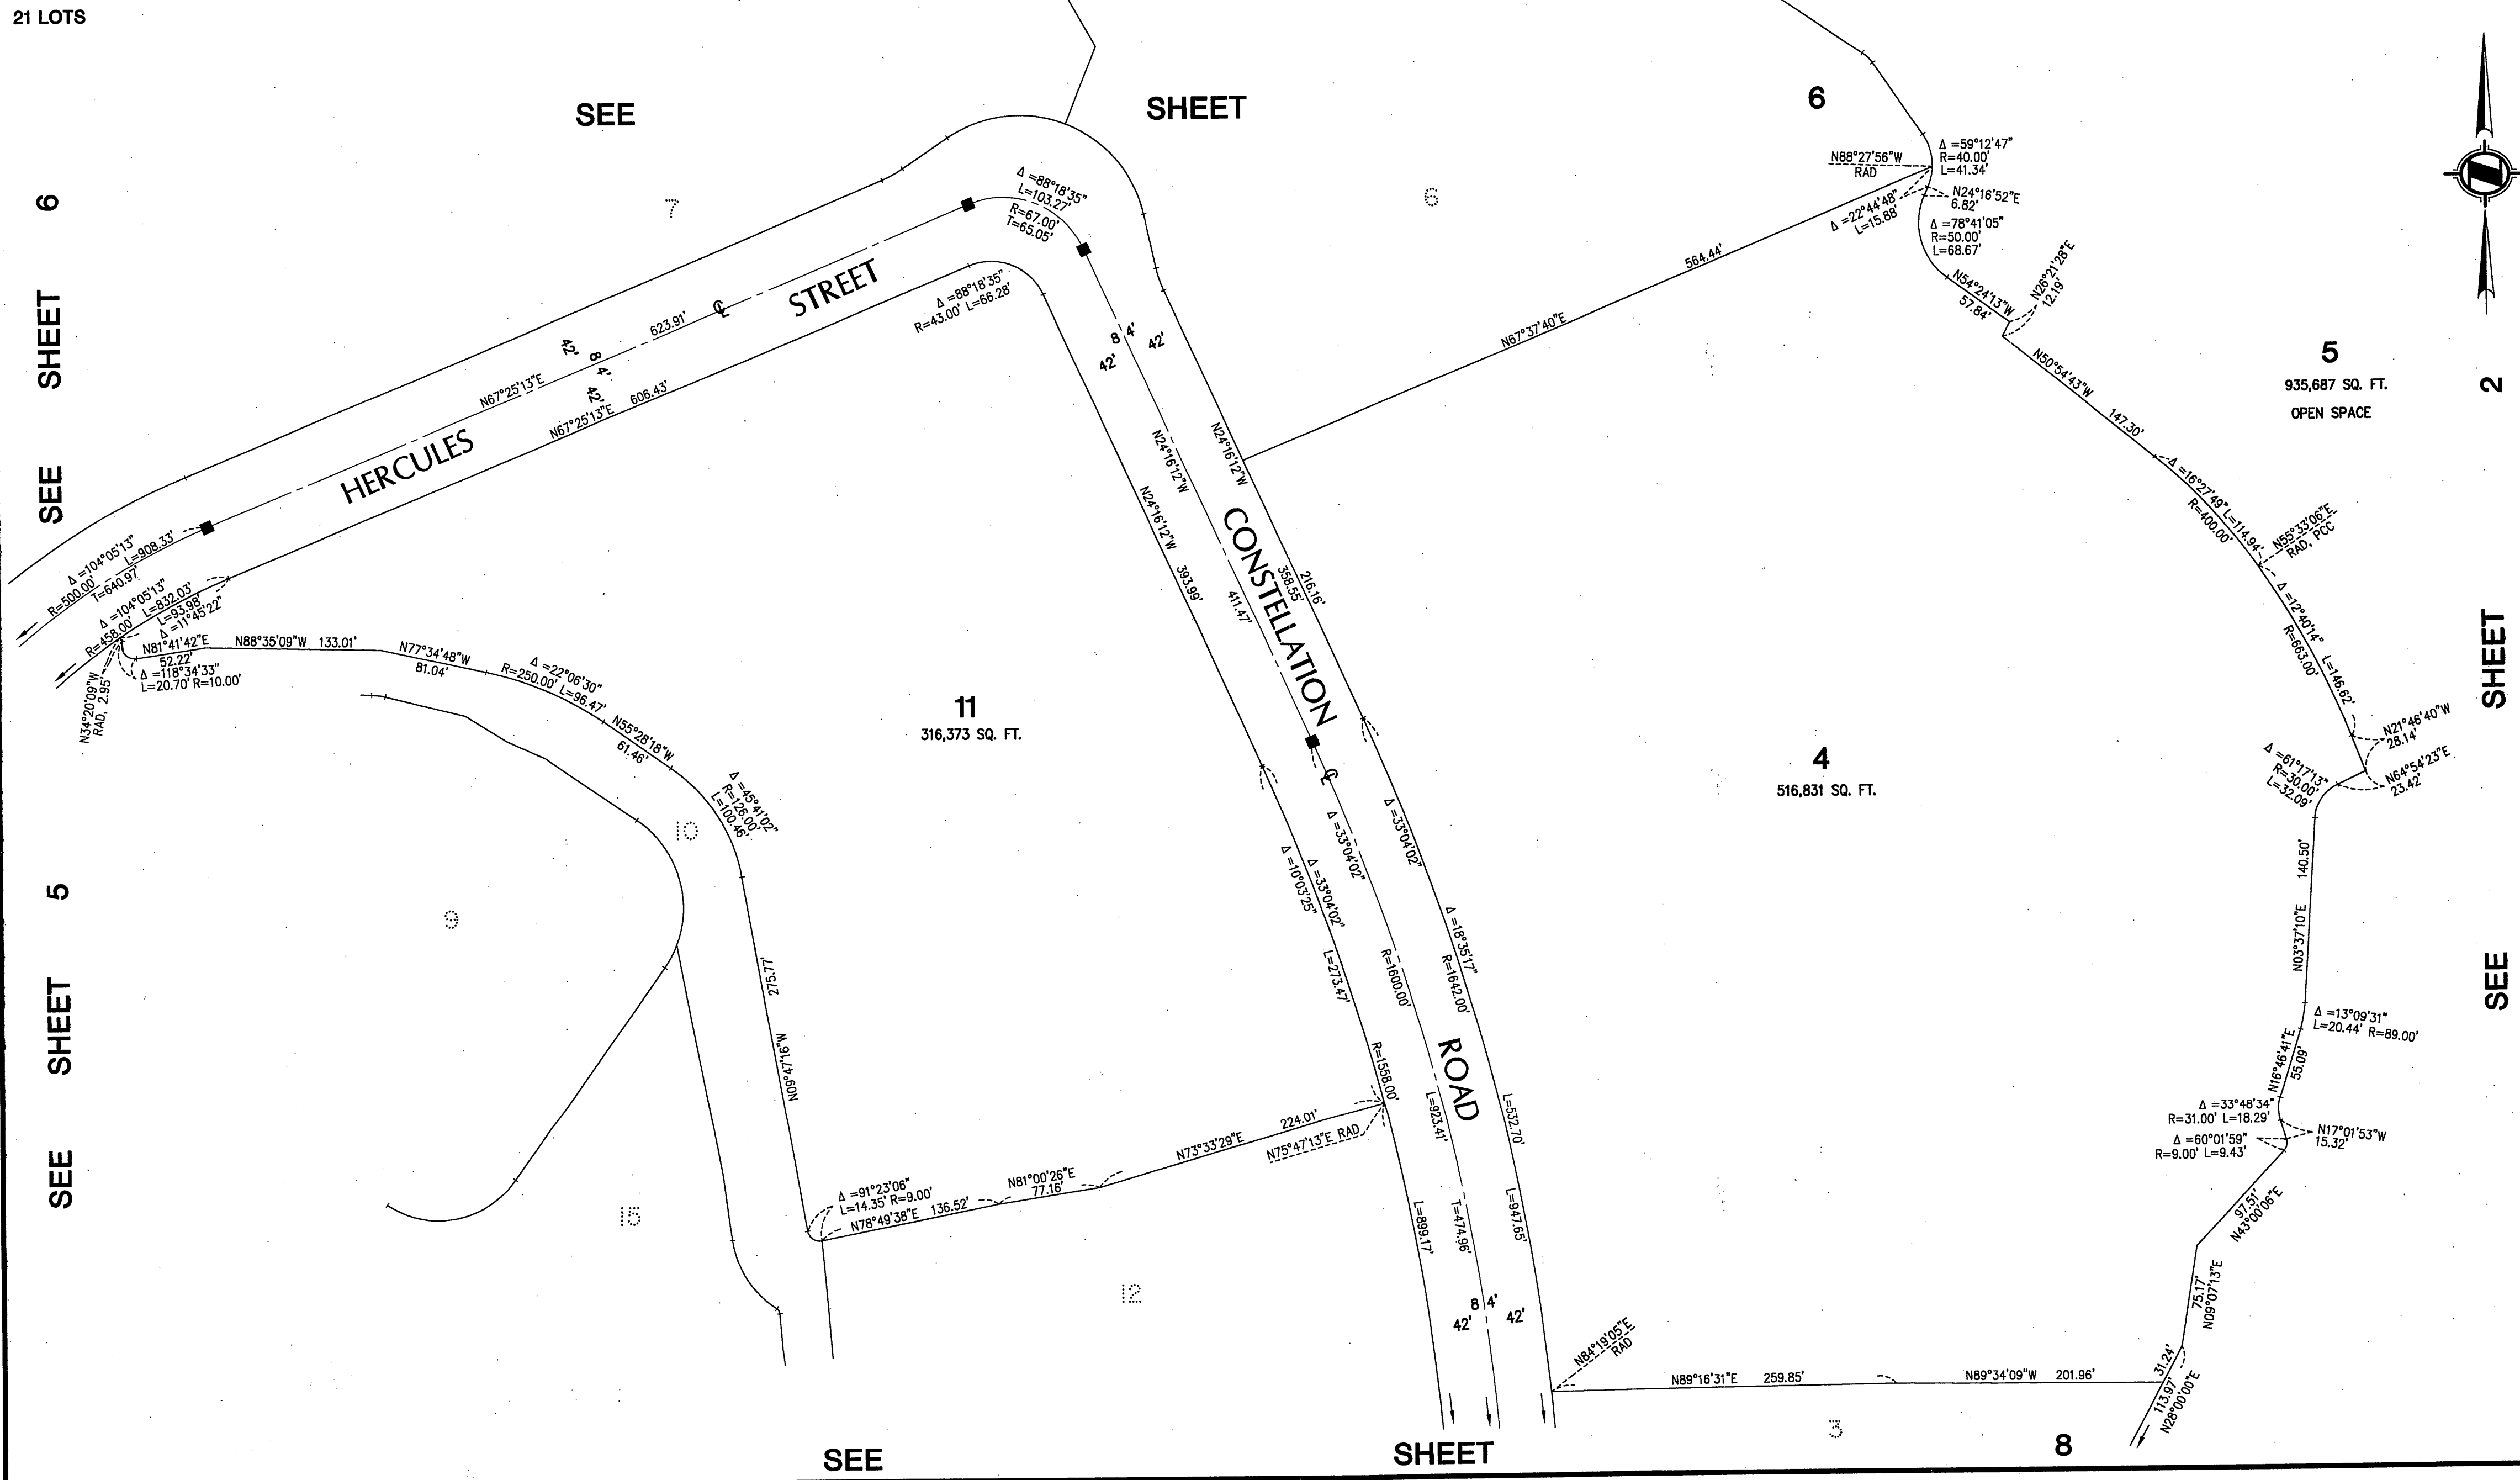 21 LOTS
SEE
SHEET
6
SEE SHEET 6
7
6
Δ =88°18'35"
L=103.27'
R=67.00'
T=65.05'
N88°27'56"W
RAD
Δ =59°12'47"
R=40.00'
L=41.34'
N24°16'52"E
6.82'
Δ =22°44'48"
L=15.88'
Δ =78°41'05"
R=50.00'
L=68.67'
N54°24'13"W
57.84'
N26°21'28"E
12.19'
564.44'
N67°37'40"E
5
935,687 SQ. FT.
OPEN SPACE
SEE SHEET 2
HERCULES STREET
623.91'
℄
N67°25'13"E
42'
8 4'
42'
N67°25'13"E 606.43'
Δ =88°18'35"
R=43.00' L=66.28'
8 4'
42'
42'
N50°54'43"W
147.30'
Δ =16°27'49" L=114.94'
R=400.00'
N55°33'06"E
RAD, PCC
Δ =12°40'14"
R=663.00'
L=146.62'
N21°46'40"W
28.14'
N64°54'23"E
23.42'
Δ =61°17'13"
R=30.00'
L=32.09'
Δ =104°05'13"
L=908.33'
R=500.00'
T=640.97'
Δ =104°05'13"
L=832.03'
L=93.98'
Δ =11°45'22"
R=458.00'
N81°41'42"E
52.22'
Δ =118°34'33"
L=20.70' R=10.00'
N34°20'09"W
RAD, 2.95'
N88°35'09"W 133.01'
N77°34'48"W
81.04'
Δ =22°06'30"
R=250.00' L=96.47'
N55°28'18"W
61.46'
Δ =45°41'02"
R=126.00'
L=100.46'
N24°16'12"W
393.99'
N24°16'12"W
411.47'
N24°16'12"W
358.55'
216.16'
CONSTELLATION ROAD
℄
11
316,373 SQ. FT.
4
516,831 SQ. FT.
10
9
15
12
3
SEE SHEET 5
275.77'
N09°47'16"W
Δ =10°03'25"
Δ =33°04'02"
L=273.47'
R=1558.00'
L=899.17'
Δ =33°04'02"
R=1600.00'
L=923.41'
T=474.96'
Δ =33°04'02"
Δ =18°35'17"
R=1642.00'
L=532.70'
L=947.65'
140.50'
N03°37'10"E
Δ =13°09'31"
L=20.44' R=89.00'
N16°46'41"E
55.09'
Δ =33°48'34"
R=31.00' L=18.29'
N17°01'53"W
15.32'
Δ =60°01'59"
R=9.00' L=9.43'
97.51'
N43°00'06"E
75.17'
N09°07'13"E
31.24'
113.97'
N28°00'00"E
Δ =91°23'06"
L=14.35' R=9.00'
N78°49'38"E 136.52'
N81°00'26"E
77.16'
N73°33'29"E
224.01'
N75°47'13"E RAD
8 4'
42'
42'
N84°19'05"E
RAD
N89°16'31"E 259.85'
N89°34'09"W 201.96'
SEE
SHEET
8
SEE